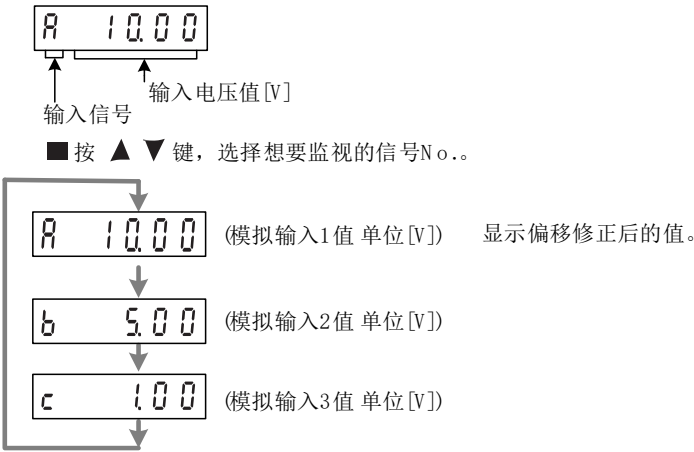 A 10.00
输入电压值[V]
输入信号
■按 ▲ ▼ 键，选择想要监视的信号No.。
A 10.00 (模拟输入1值 单位[V]) 显示偏移修正后的值。
b 5.00 (模拟输入2值 单位[V])
c 1.00 (模拟输入3值 单位[V])